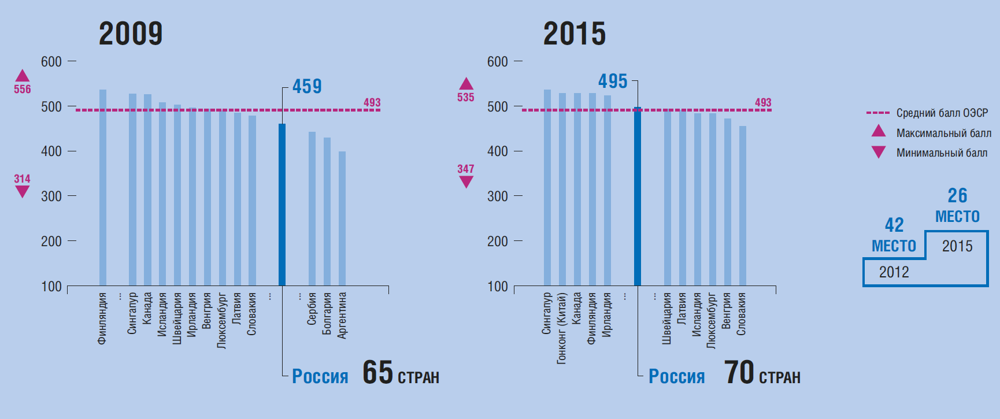 2009
600
500
400
300
200
100
556
314
459
493
Финляндия
...
Сингапур
Канада
Исландия
Швейцария
Ирландия
Венгрия
Люксембург
Латвия
Словакия
...
...
Сербия
Болгария
Аргентина
Россия 65 СТРАН
2015
600
500
400
300
200
100
535
347
495
493
Сингапур
Гонконг (Китай)
Канада
Финляндия
Ирландия
...
...
Швейцария
Латвия
Исландия
Люксембург
Венгрия
Словакия
Россия 70 СТРАН
Средний балл ОЭСР
Максимальный балл
Минимальный балл
42
МЕСТО
2012
26
МЕСТО
2015